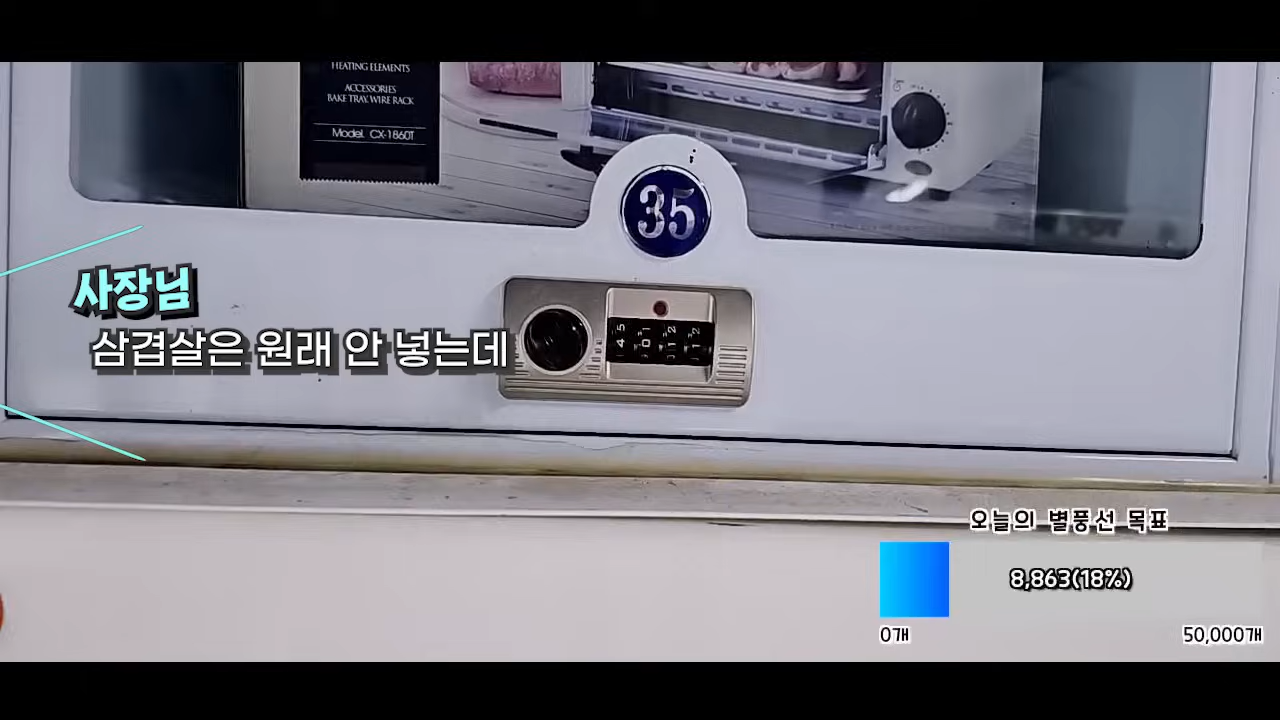 HEATING ELEMENTS
ACCESSORIES
BAKE TRAY, WIRE RACK
Model. CX-1860T
35
사장님
삼겹살은 원래 안 넣는데
오늘의 별풍선 목표
8,863(18%)
0개
50,000개